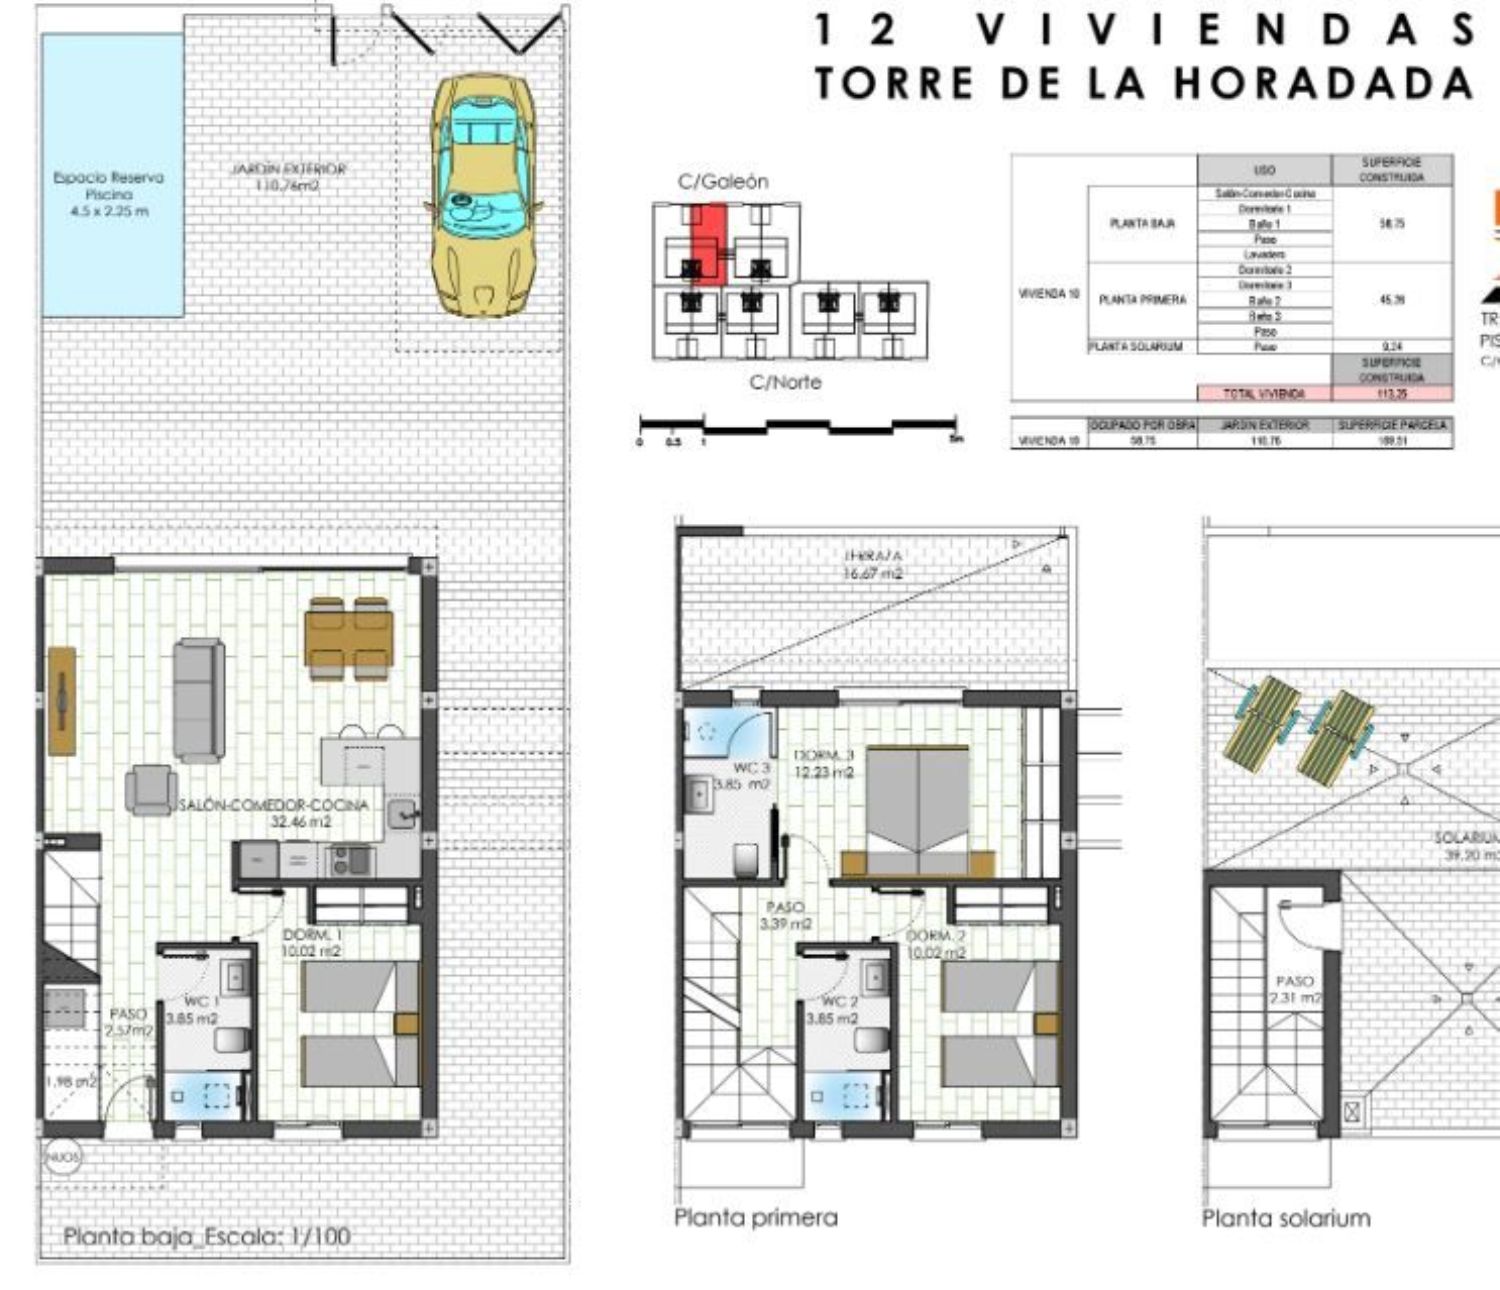 12 VIVIENDAS
TORRE DE LA HORADADA
Espacio Reserva
Piscina
4.5 x 2.25 m
JARDÍN EXTERIOR
110,76m2
C/Galeón
C/Norte
0 0.5 1 5m
USO
SUPERFICIE
CONSTRUIDA
VIVIENDA 10
PLANTA BAJA
Salón-Comedor-Cocina
Dormitorio 1
Baño 1
Paso
Lavadero
58,75
PLANTA PRIMERA
Dormitorio 2
Dormitorio 3
Baño 2
Baño 3
Paso
45,26
PLANTA SOLARIUM
Paso
9,24
SUPERFICIE
CONSTRUIDA
TOTAL VIVIENDA
113,25
OCUPADO POR OBRA
JARDIN EXTERIOR
SUPERFICIE PARCELA
VIVIENDA 10
58,75
110,76
169,51
TR
PIS
C/
SALÓN-COMEDOR-COCINA
32.46 m2
DORM. 1
10.02 m2
PASO
2.57m2
WC 1
3.85 m2
1.98 m2
Planta baja_Escala: 1/100
16.67 m2
DORM. 3
12.23 m2
WC 3
3.85 m2
PASO
3.39 m2
DORM. 2
10.02 m2
WC 2
3.85 m2
Planta primera
SOLARIUM
39.20 m2
PASO
2.31 m2
Planta solarium